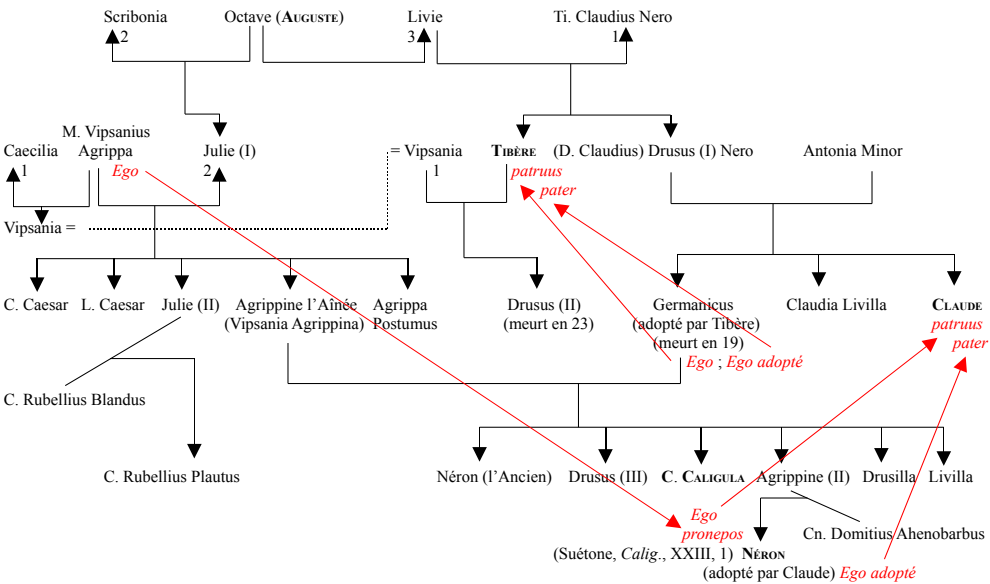 Scribonia Octave (AUGUSTE) Livie Ti. Claudius Nero
2 3 1
M. Vipsanius
Caecilia Agrippa Julie (I) = Vipsania TIBÈRE (D. Claudius) Drusus (I) Nero Antonia Minor
1 Ego 2 1 patruus
pater
Vipsania =
C. Caesar L. Caesar Julie (II) Agrippine l’Aînée Agrippa Drusus (II) Germanicus Claudia Livilla CLAUDE
(Vipsania Agrippina) Postumus (meurt en 23) (adopté par Tibère) patruus
(meurt en 19) pater
Ego ; Ego adopté
C. Rubellius Blandus
C. Rubellius Plautus Néron (l’Ancien) Drusus (III) C. CALIGULA Agrippine (II) Drusilla Livilla
Ego
pronepos Cn. Domitius Ahenobarbus
(Suétone, Calig., XXIII, 1) NÉRON
(adopté par Claude) Ego adopté